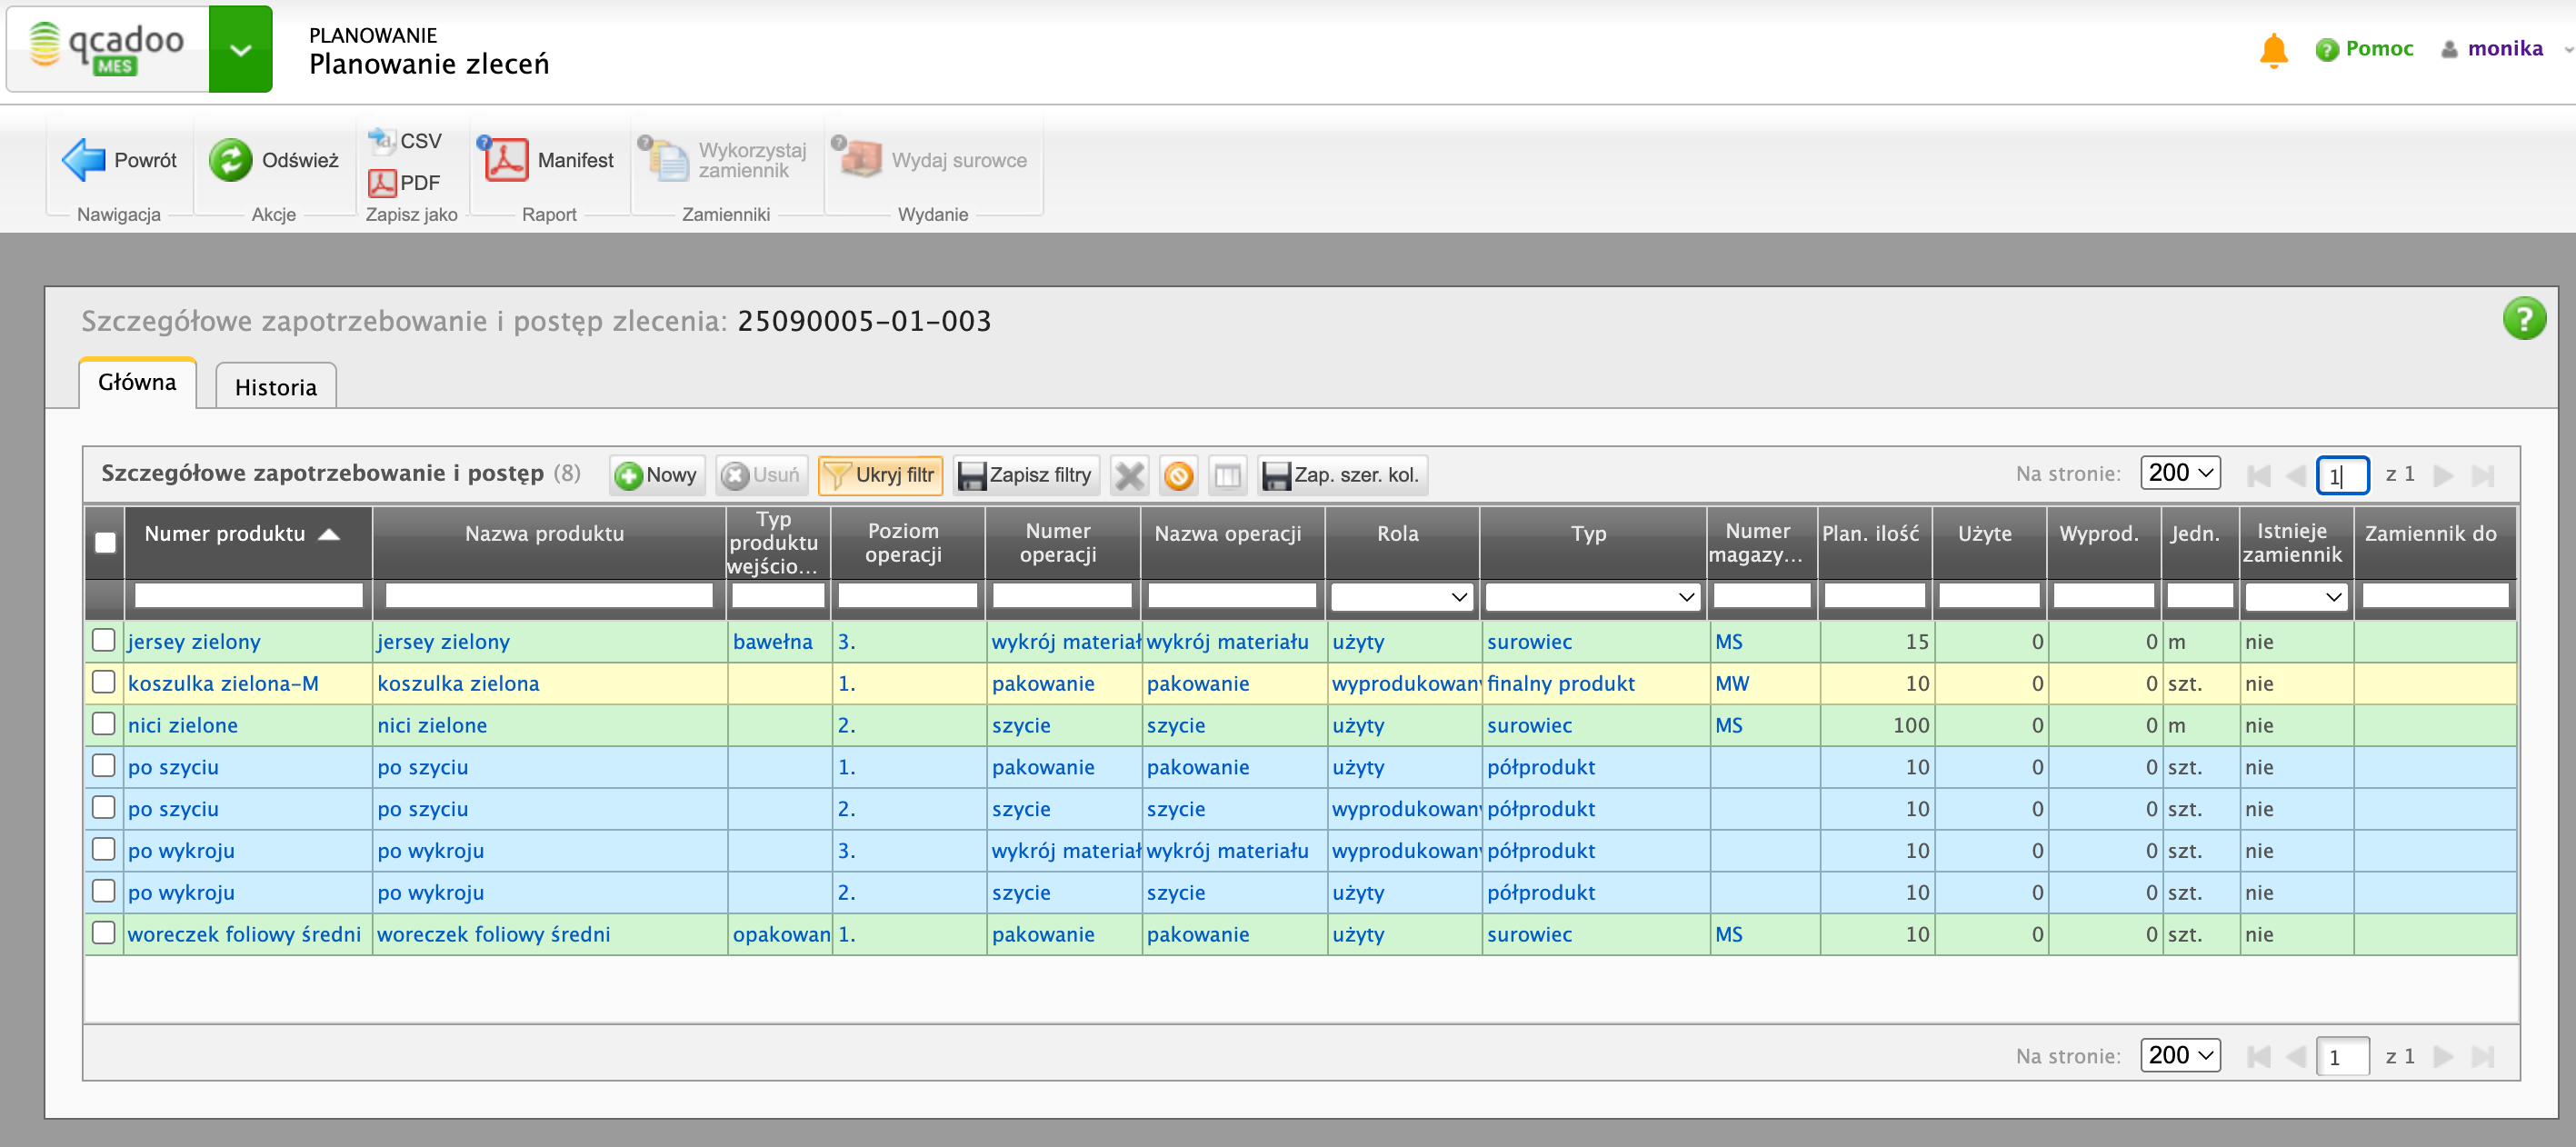 qcadoo
MES
PLANOWANIE
Planowanie zleceń
Pomoc
monika
Powrót
Nawigacja
Odśwież
Akcje
CSV
PDF
Zapisz jako
Manifest
Raport
Wykorzystaj
zamiennik
Zamienniki
Wydaj surowce
Wydanie
Szczegółowe zapotrzebowanie i postęp zlecenia: 25090005-01-003
Główna
Historia
Szczegółowe zapotrzebowanie i postęp (8) Nowy Usuń Ukryj filtr Zapisz filtry Zap. szer. kol. Na stronie: 200 1 z 1
Numer produktu Nazwa produktu Typ produktu wejścio... Poziom operacji Numer operacji Nazwa operacji Rola Typ Numer magazy... Plan. ilość Użyte Wyprod. Jedn. Istnieje zamiennik Zamiennik do
jersey zielony jersey zielony bawełna 3. wykrój materiał wykrój materiału użyty surowiec MS 15 0 0 m nie
koszulka zielona-M koszulka zielona 1. pakowanie pakowanie wyprodukowany finalny produkt MW 10 0 0 szt. nie
nici zielone nici zielone 2. szycie szycie użyty surowiec MS 100 0 0 m nie
po szyciu po szyciu 1. pakowanie pakowanie użyty półprodukt 10 0 0 szt. nie
po szyciu po szyciu 2. szycie szycie wyprodukowany półprodukt 10 0 0 szt. nie
po wykroju po wykroju 3. wykrój materiał wykrój materiału wyprodukowany półprodukt 10 0 0 szt. nie
po wykroju po wykroju 2. szycie szycie użyty półprodukt 10 0 0 szt. nie
woreczek foliowy średni woreczek foliowy średni opakowan 1. pakowanie pakowanie użyty surowiec MS 10 0 0 szt. nie
Na stronie: 200 1 z 1